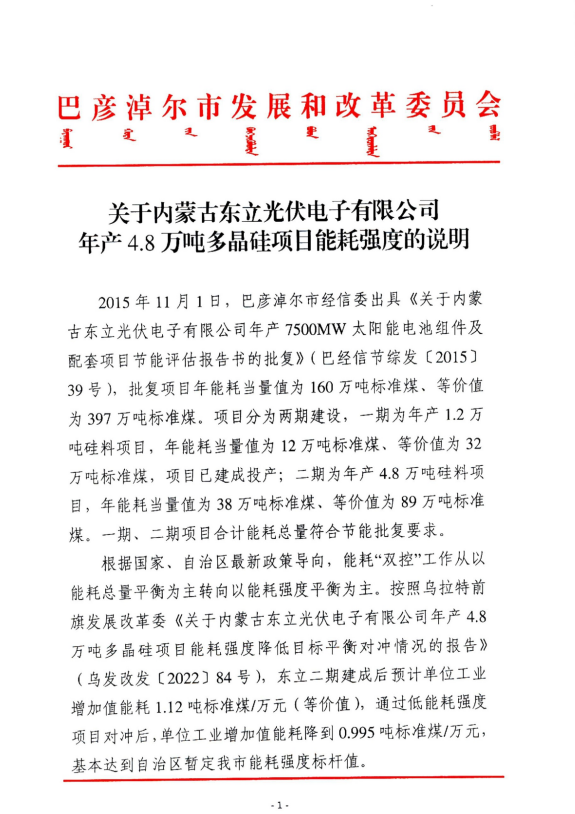 巴彦淖尔市发展和改革委员会
关于内蒙古东立光伏电子有限公司
年产 4.8 万吨多晶硅项目能耗强度的说明
2015 年 11 月 1 日，巴彦淖尔市经信委出具《关于内蒙
古东立光伏电子有限公司年产 7500MW 太阳能电池组件及
配套项目节能评估报告书的批复》（巴经信节综发〔2015〕
39 号），批复项目年能耗当量值为 160 万吨标准煤、等价值
为 397 万吨标准煤。项目分为两期建设，一期为年产 1.2 万
吨硅料项目，年能耗当量值为 12 万吨标准煤、等价值为 32
万吨标准煤，项目已建成投产；二期为年产 4.8 万吨硅料项
目，年能耗当量值为 38 万吨标准煤、等价值为 89 万吨标准
煤。一期、二期项目合计能耗总量符合节能批复要求。
根据国家、自治区最新政策导向，能耗“双控”工作从以
能耗总量平衡为主转向以能耗强度平衡为主。按照乌拉特前
旗发展改革委《关于内蒙古东立光伏电子有限公司年产 4.8
万吨多晶硅项目能耗强度降低目标平衡对冲情况的报告》
（乌发改发〔2022〕84 号），东立二期建成后预计单位工业
增加值能耗 1.12 吨标准煤/万元（等价值），通过低能耗强度
项目对冲后，单位工业增加值能耗降到 0.995 吨标准煤/万元，
基本达到自治区暂定我市能耗强度标杆值。
- 1 -